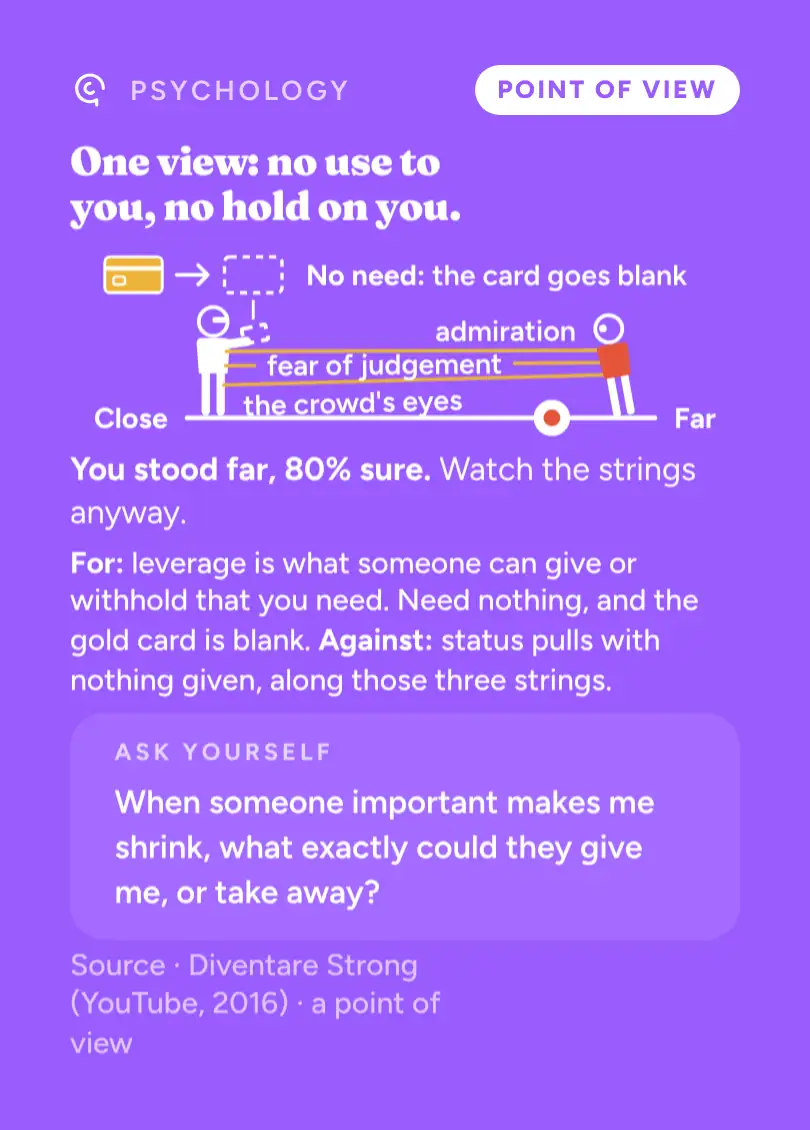 PSYCHOLOGY
POINT OF VIEW
One view: no use to
you, no hold on you.
No need: the card goes blank
admiration
fear of judgement
the crowd's eyes
Close
Far
You stood far, 80% sure. Watch the strings
anyway.
For: leverage is what someone can give or
withhold that you need. Need nothing, and the
gold card is blank. Against: status pulls with
nothing given, along those three strings.
ASK YOURSELF
When someone important makes me
shrink, what exactly could they give
me, or take away?
Source · Diventare Strong
(YouTube, 2016) · a point of
view